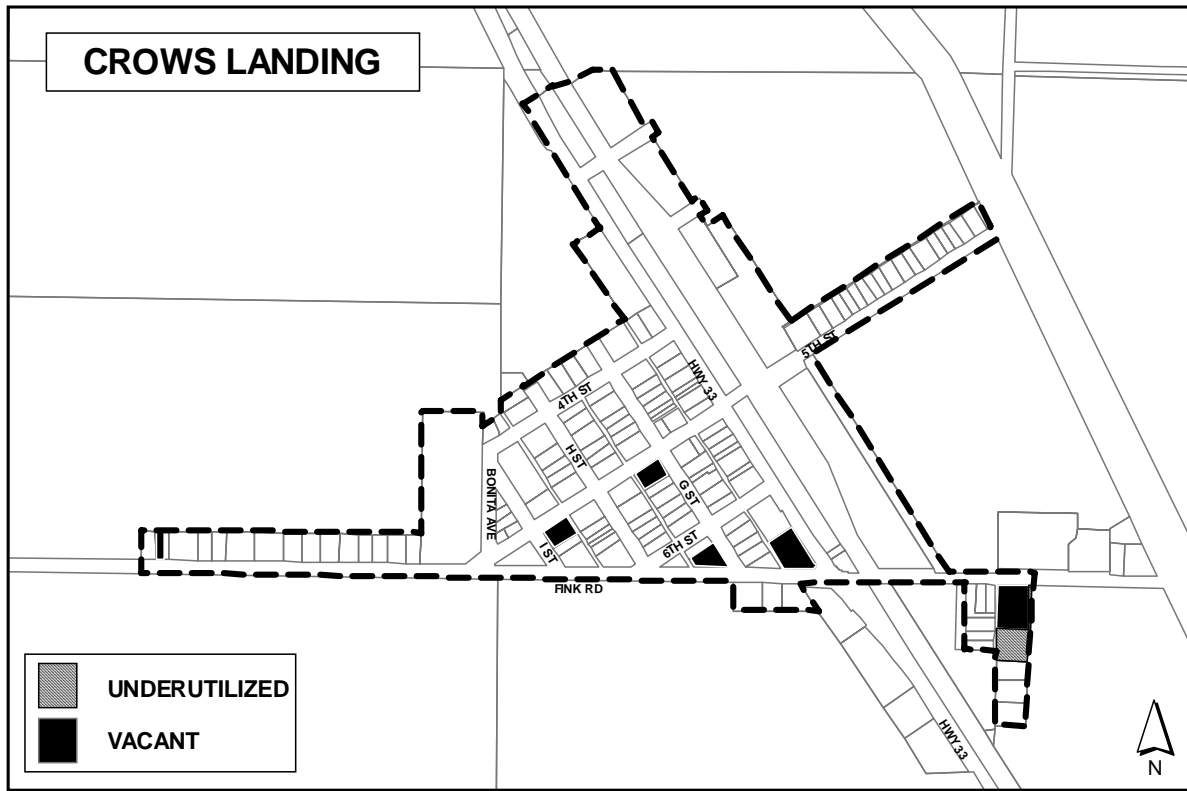 CROWS LANDING
5TH ST
HWY 33
4TH ST
H ST
BONITA AVE
G ST
I ST
6TH ST
FINK RD
UNDERUTILIZED
VACANT
HWY 33
N